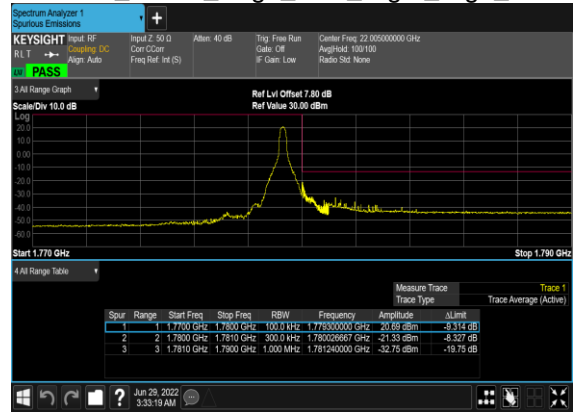 Spectrum Analyzer 1
Spurious Emissions
KEYSIGHT Input: RF Input Z: 50 Ω Atten: 40 dB Trig: Free Run Center Freq: 22.005000000 GHz
RLT Coupling: DC Corr CCorr Gate: Off Avg|Hold: 100/100
Align: Auto Freq Ref: Int (S) IF Gain: Low Radio Std: None
PASS
3 All Range Graph
Ref Lvl Offset 7.80 dB
Scale/Div 10.0 dB Ref Value 30.00 dBm
Log
20.0
10.0
0.00
-10.0
-20.0
-30.0
-40.0
-50.0
-60.0
Start 1.770 GHz Stop 1.790 GHz
4 All Range Table
Measure Trace Trace 1
Trace Type Trace Average (Active)
Spur Range Start Freq Stop Freq RBW Frequency Amplitude ΔLimit
1 1 1.7700 GHz 1.7800 GHz 100.0 kHz 1.779300000 GHz 20.69 dBm -9.314 dB
2 2 1.7800 GHz 1.7810 GHz 300.0 kHz 1.780026667 GHz -21.33 dBm -8.327 dB
3 3 1.7810 GHz 1.7900 GHz 1.000 MHz 1.781240000 GHz -32.75 dBm -19.75 dB
? Jun 29, 2022
3:33:19 AM